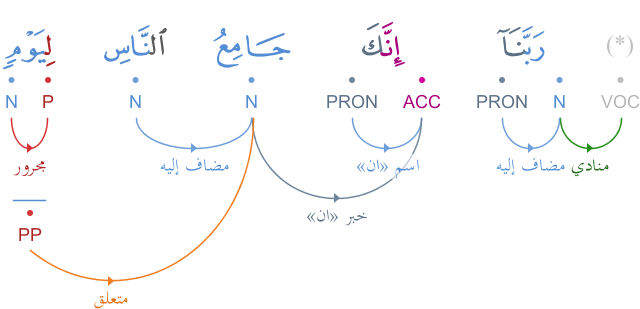 (*) رَبَّنَآ إِنَّكَ جَامِعُ ٱلنَّاسِ لِيَوْمٍ
VOC N PRON ACC PRON N N P N
منادي مضاف إليه اسم «ان» مضاف إليه مجرور
خبر «ان»
PP
متعلق